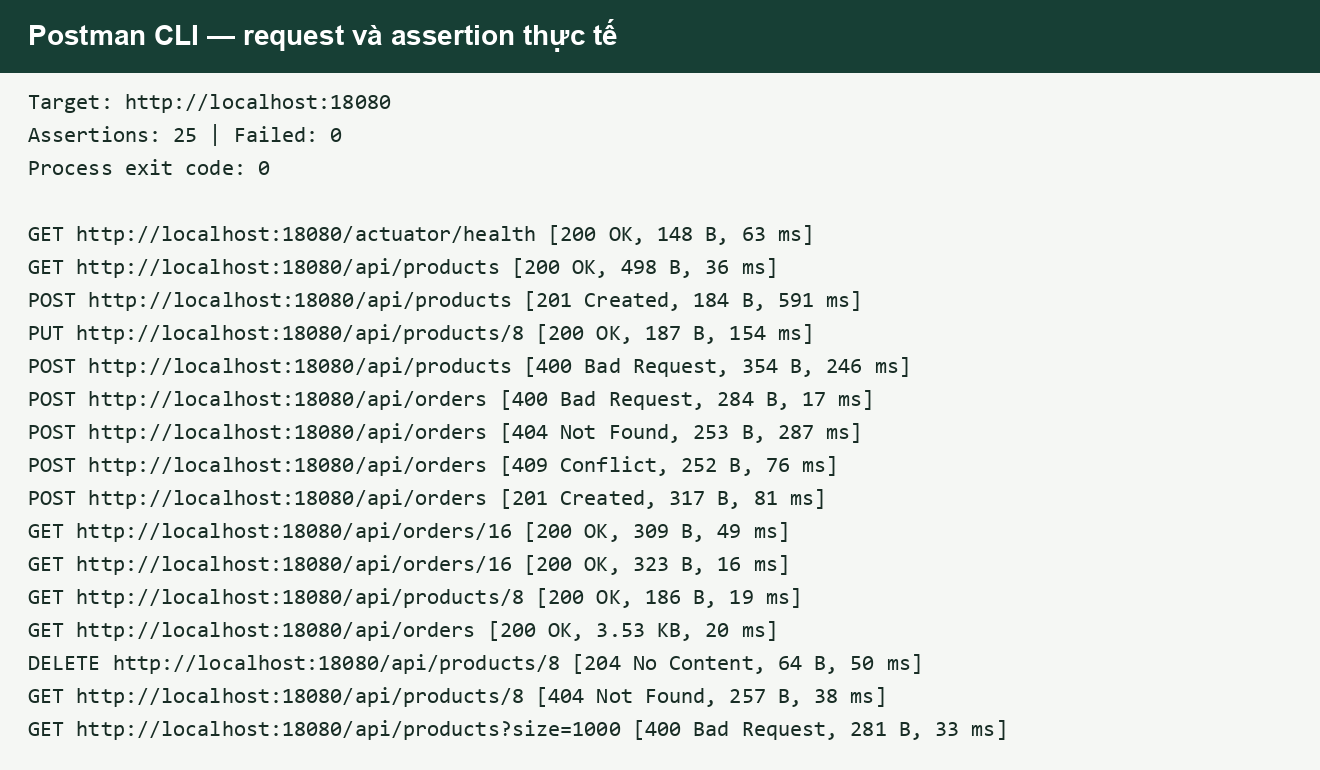 Postman CLI — request và assertion thực tế
Target: http://localhost:18080
Assertions: 25 | Failed: 0
Process exit code: 0
GET http://localhost:18080/actuator/health [200 OK, 148 B, 63 ms]
GET http://localhost:18080/api/products [200 OK, 498 B, 36 ms]
POST http://localhost:18080/api/products [201 Created, 184 B, 591 ms]
PUT http://localhost:18080/api/products/8 [200 OK, 187 B, 154 ms]
POST http://localhost:18080/api/products [400 Bad Request, 354 B, 246 ms]
POST http://localhost:18080/api/orders [400 Bad Request, 284 B, 17 ms]
POST http://localhost:18080/api/orders [404 Not Found, 253 B, 287 ms]
POST http://localhost:18080/api/orders [409 Conflict, 252 B, 76 ms]
POST http://localhost:18080/api/orders [201 Created, 317 B, 81 ms]
GET http://localhost:18080/api/orders/16 [200 OK, 309 B, 49 ms]
GET http://localhost:18080/api/orders/16 [200 OK, 323 B, 16 ms]
GET http://localhost:18080/api/products/8 [200 OK, 186 B, 19 ms]
GET http://localhost:18080/api/orders [200 OK, 3.53 KB, 20 ms]
DELETE http://localhost:18080/api/products/8 [204 No Content, 64 B, 50 ms]
GET http://localhost:18080/api/products/8 [404 Not Found, 257 B, 38 ms]
GET http://localhost:18080/api/products?size=1000 [400 Bad Request, 281 B, 33 ms]